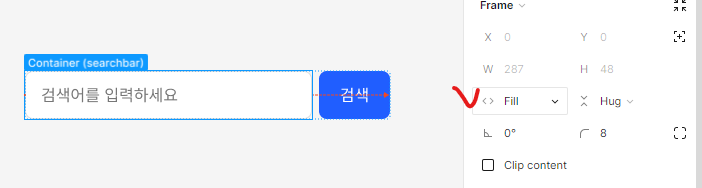 Frame
X 0 Y 0
Container (searchbar)
W 287 H 48
검색어를 입력하세요 검색
Fill Hug
0° 8
Clip content